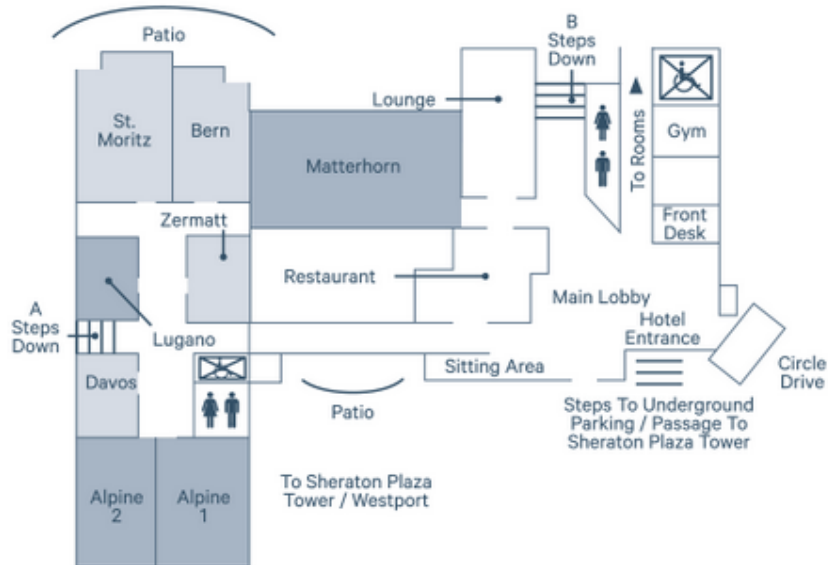 Patio
B
Steps
Down
Lounge
St.
Moritz
Bern
To Rooms
Gym
Matterhorn
Zermatt
Front
Desk
Restaurant
Main Lobby
A
Steps
Down
Lugano
Hotel
Entrance
Davos
Sitting Area
Circle
Drive
Patio
Steps To Underground
Parking / Passage To
Sheraton Plaza Tower
To Sheraton Plaza
Tower / Westport
Alpine
2
Alpine
1